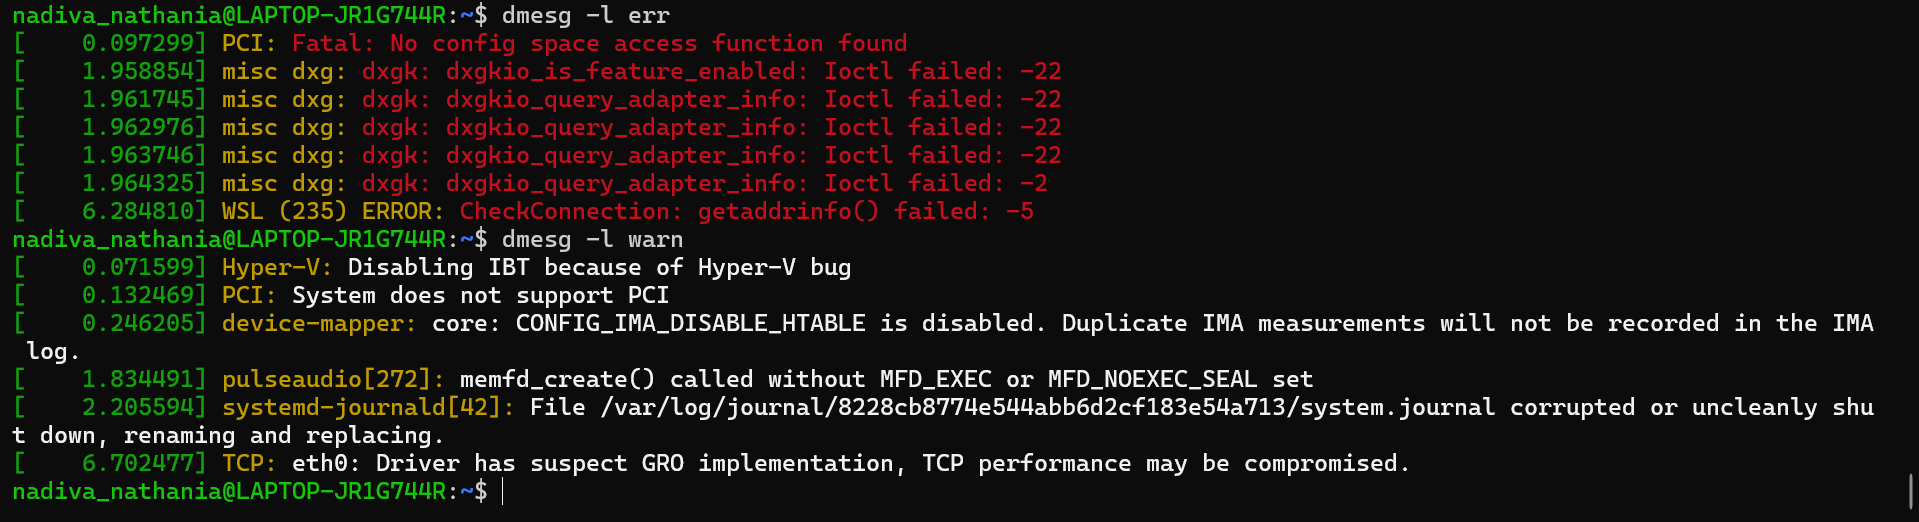 nadiva_nathania@LAPTOP-JR1G744R:~$ dmesg -l err
[    0.097299] PCI: Fatal: No config space access function found
[    1.958854] misc dxg: dxgk: dxgkio_is_feature_enabled: Ioctl failed: -22
[    1.961745] misc dxg: dxgk: dxgkio_query_adapter_info: Ioctl failed: -22
[    1.962976] misc dxg: dxgk: dxgkio_query_adapter_info: Ioctl failed: -22
[    1.963746] misc dxg: dxgk: dxgkio_query_adapter_info: Ioctl failed: -22
[    1.964325] misc dxg: dxgk: dxgkio_query_adapter_info: Ioctl failed: -2
[    6.284810] WSL (235) ERROR: CheckConnection: getaddrinfo() failed: -5
nadiva_nathania@LAPTOP-JR1G744R:~$ dmesg -l warn
[    0.071599] Hyper-V: Disabling IBT because of Hyper-V bug
[    0.132469] PCI: System does not support PCI
[    0.246205] device-mapper: core: CONFIG_IMA_DISABLE_HTABLE is disabled. Duplicate IMA measurements will not be recorded in the IMA
 log.
[    1.834491] pulseaudio[272]: memfd_create() called without MFD_EXEC or MFD_NOEXEC_SEAL set
[    2.205594] systemd-journald[42]: File /var/log/journal/8228cb8774e544abb6d2cf183e54a713/system.journal corrupted or uncleanly shu
t down, renaming and replacing.
[    6.702477] TCP: eth0: Driver has suspect GRO implementation, TCP performance may be compromised.
nadiva_nathania@LAPTOP-JR1G744R:~$